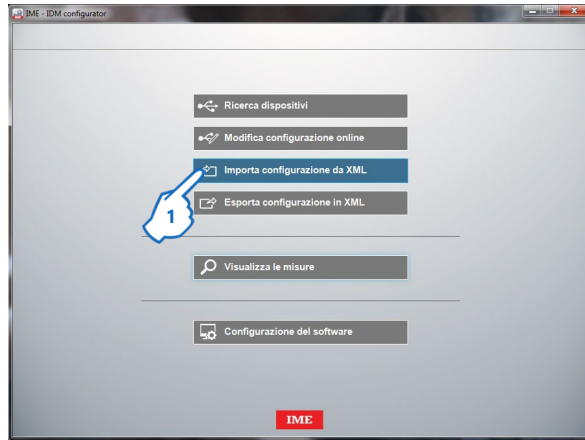 IME - IDM configurator
Ricerca dispositivi
Modifica configurazione online
Importa configurazione da XML
1
Esporta configurazione in XML
Visualizza le misure
Configurazione del software
IME